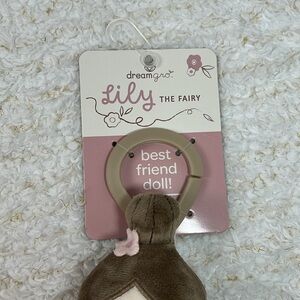 dreamgro
Lily THE FAIRY
best
friend
doll!